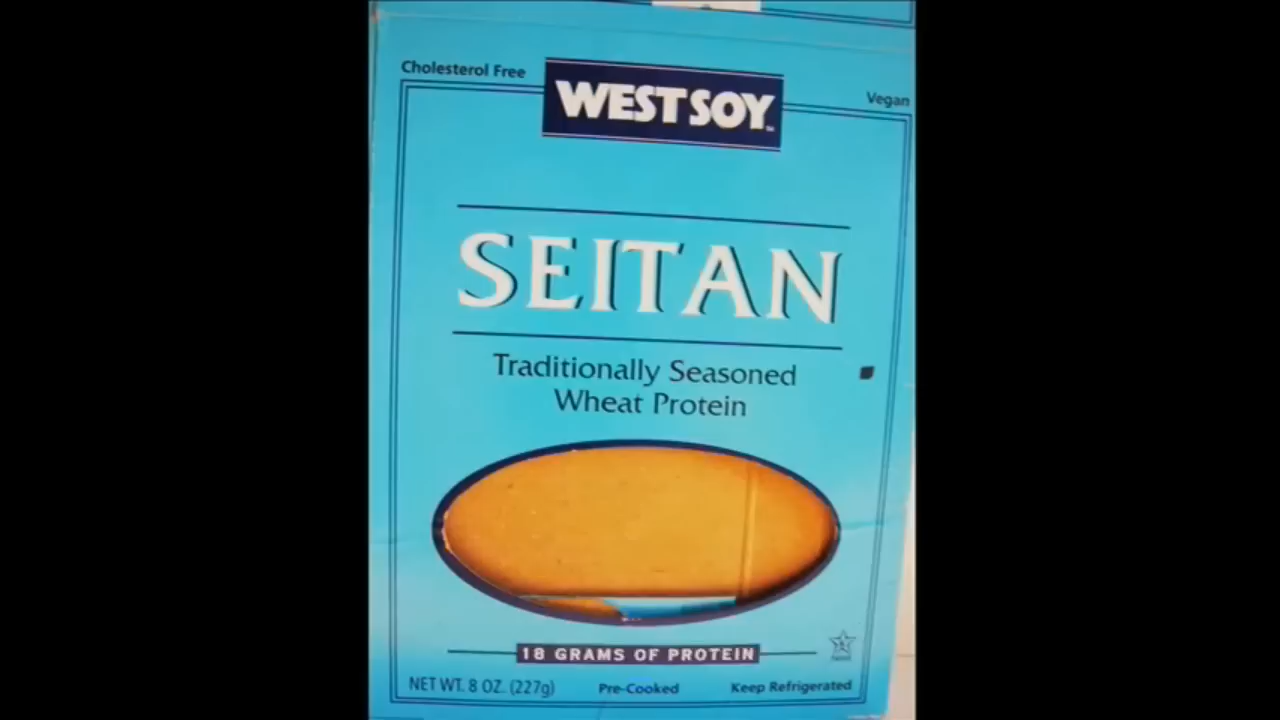 Cholesterol Free
WESTSOY™
Vegan
SEITAN
Traditionally Seasoned
Wheat Protein
18 GRAMS OF PROTEIN
NET WT. 8 OZ. (227g)
Pre-Cooked
Keep Refrigerated